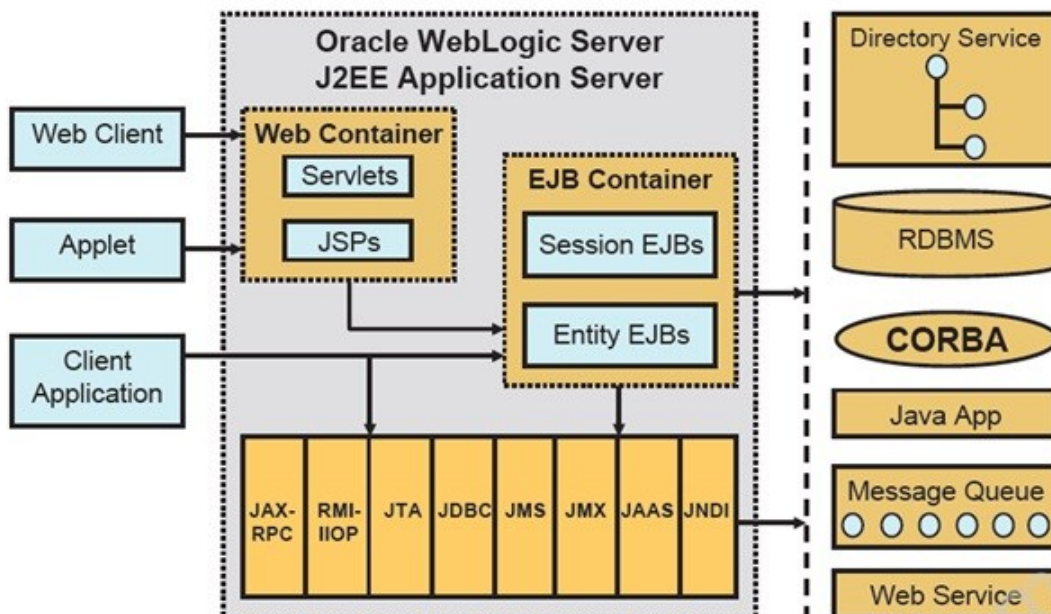 Oracle WebLogic Server
J2EE Application Server
Web Client
Applet
Client
Application
Web Container
Servlets
JSPs
EJB Container
Session EJBs
Entity EJBs
JAX-
RPC
RMI-
IIOP
JTA
JDBC
JMS
JMX
JAAS
JNDI
Directory Service
RDBMS
CORBA
Java App
Message Queue
Web Service